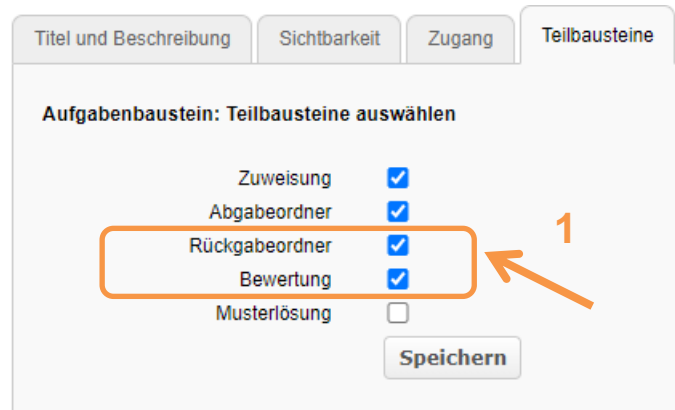 Titel und Beschreibung Sichtbarkeit Zugang Teilbausteine
Aufgabenbaustein: Teilbausteine auswählen
Zuweisung
Abgabeordner
Rückgabeordner
1
Bewertung
Musterlösung
Speichern